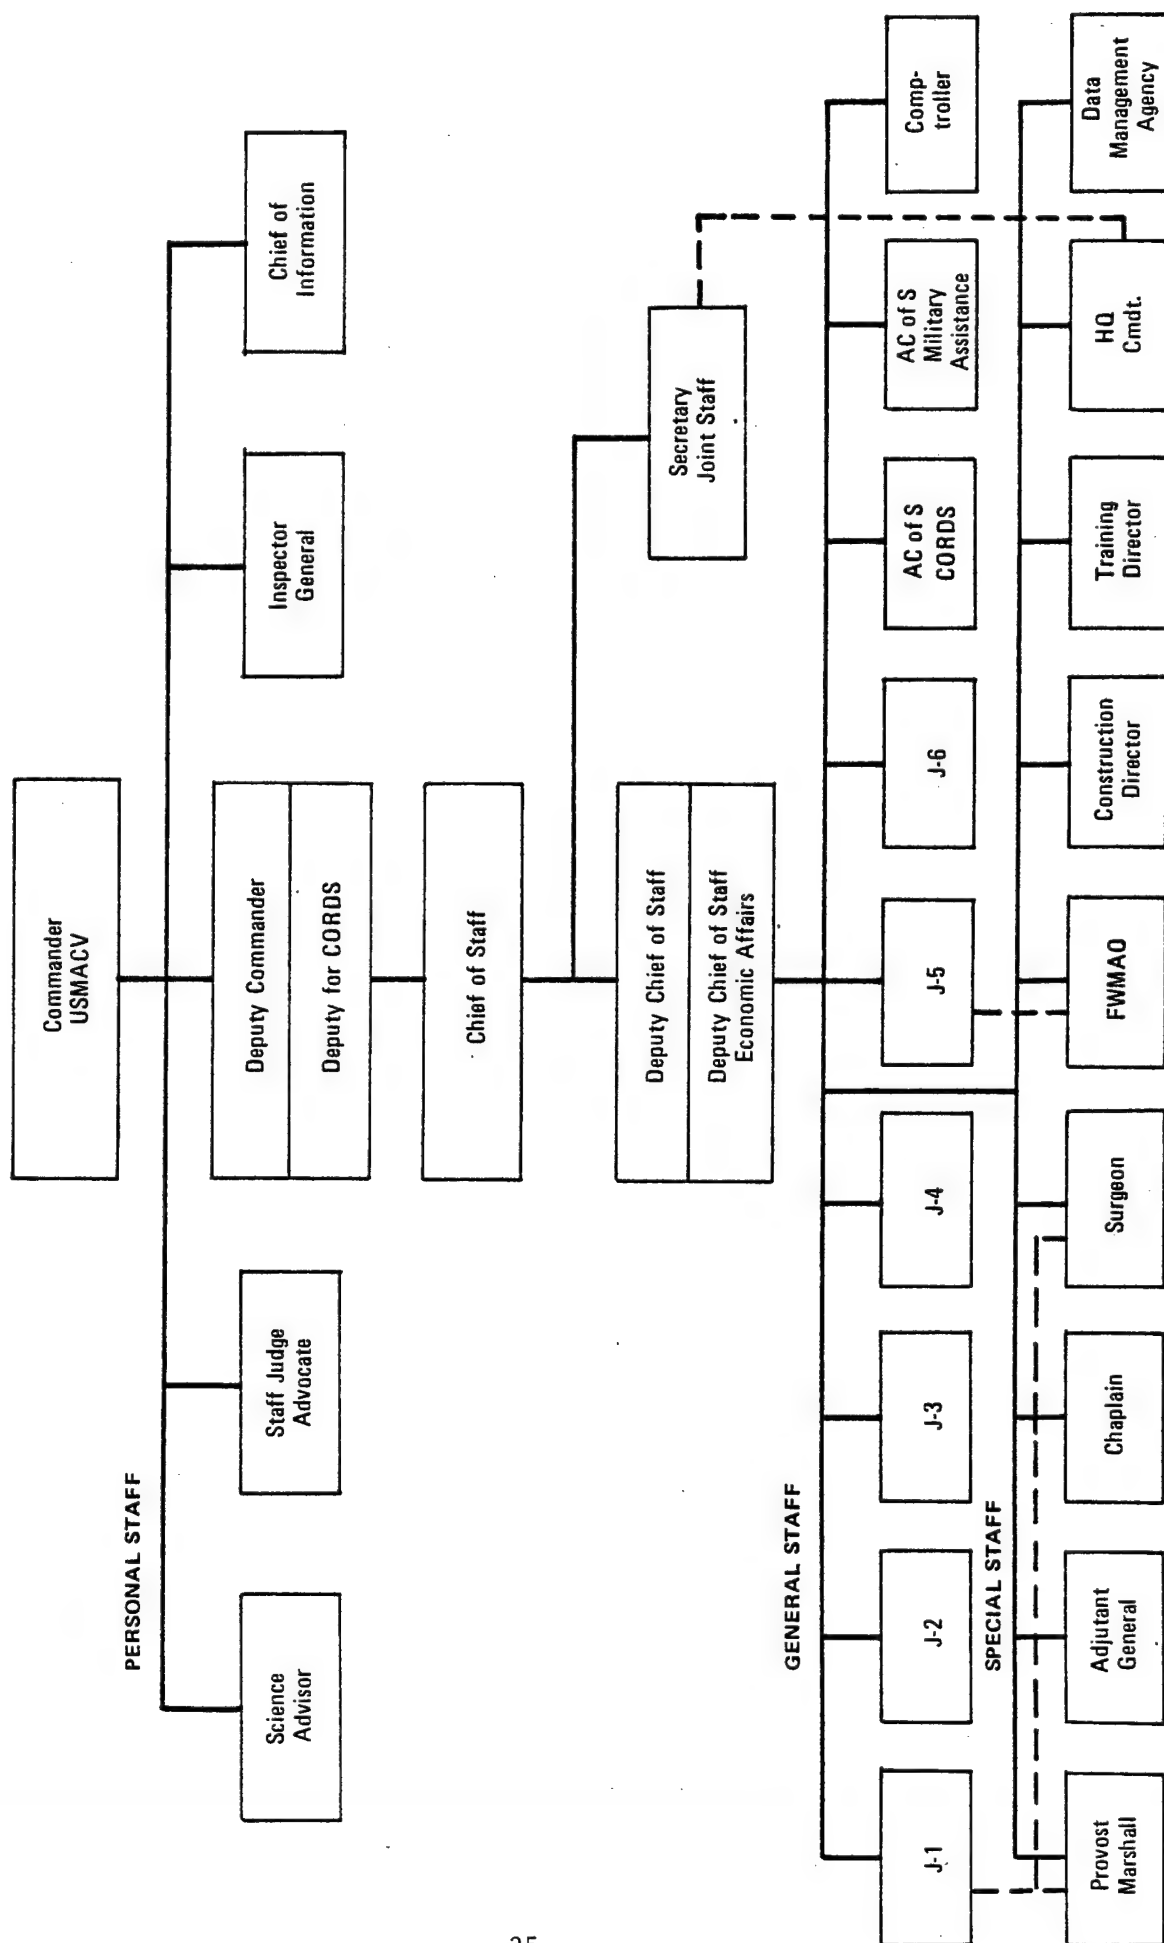 Commander
USMACV
PERSONAL STAFF
Science
Advisor
Staff Judge
Advocate
Inspector
General
Chief of
Information
Deputy Commander
Deputy for CORDS
Chief of Staff
Secretary
Joint Staff
Deputy Chief of Staff
Deputy Chief of Staff
Economic Affairs
GENERAL STAFF
J-1
J-2
J-3
J-4
J-5
J-6
AC of S
CORDS
AC of S
Military
Assistance
Comp-
troller
SPECIAL STAFF
Provost
Marshall
Adjutant
General
Chaplain
Surgeon
FWMAO
Construction
Director
Training
Director
HQ
Cmdt.
Data
Management
Agency